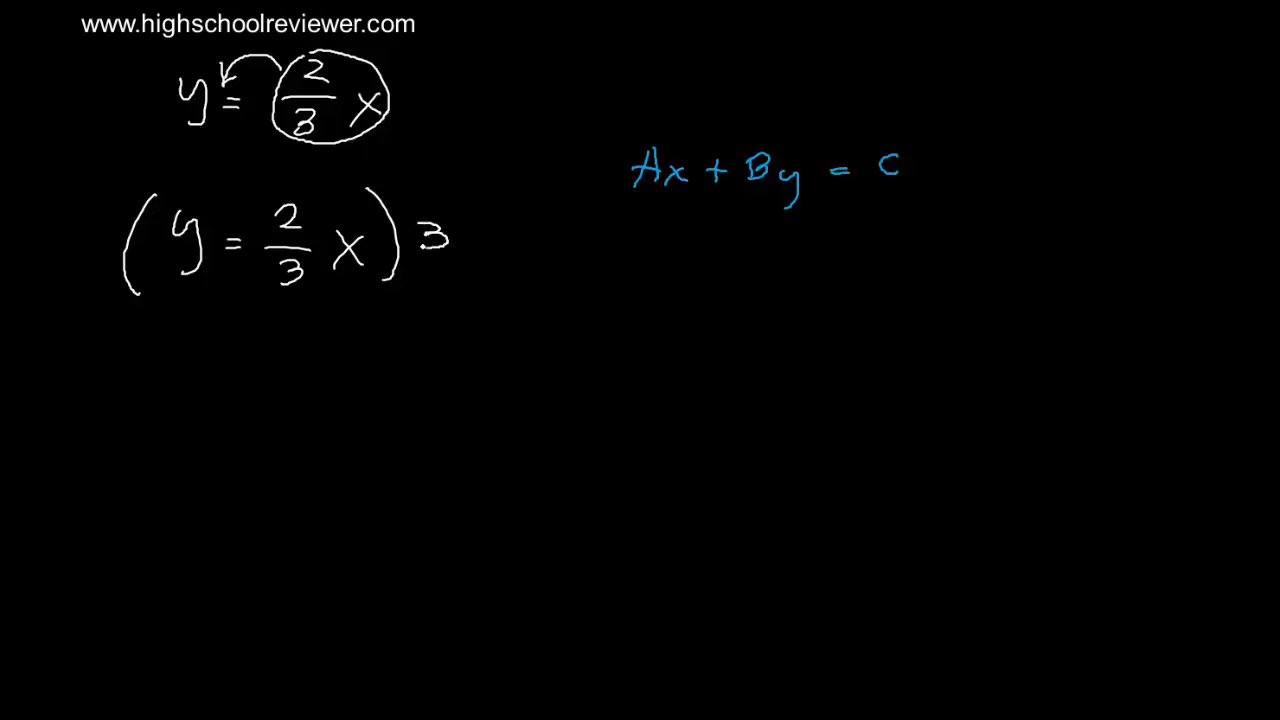 www.highschoolreviewer.com
y = 2/3 x
Ax + By = C
(y = 2/3 x) 3